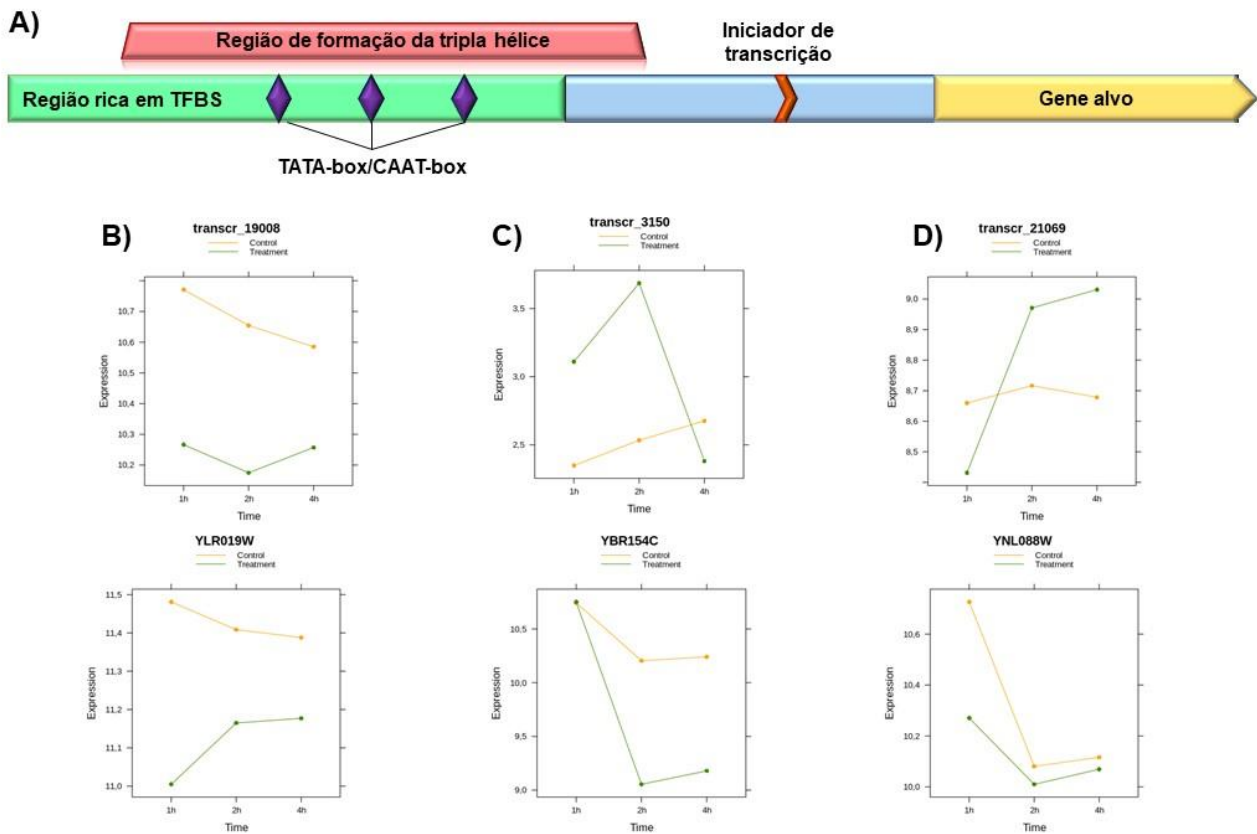 A)
Região de formação da tripla hélice
Iniciador de
transcrição
Região rica em TFBS
Gene alvo
TATA-box/CAAT-box
B)
transcr_19008
Control
Treatment
10,7
10,6
10,5
10,4
10,3
10,2
Expression
1h
2h
4h
Time
C)
transcr_3150
Control
Treatment
3,5
3,0
2,5
Expression
1h
2h
4h
Time
D)
transcr_21069
Control
Treatment
9,0
8,9
8,8
8,7
8,6
8,5
Expression
1h
2h
4h
Time
YLR019W
Control
Treatment
11,5
11,4
11,3
11,2
11,1
11,0
Expression
1h
2h
4h
Time
YBR154C
Control
Treatment
10,5
10,0
9,5
9,0
Expression
1h
2h
4h
Time
YNL088W
Control
Treatment
10,6
10,4
10,2
10,0
Expression
1h
2h
4h
Time